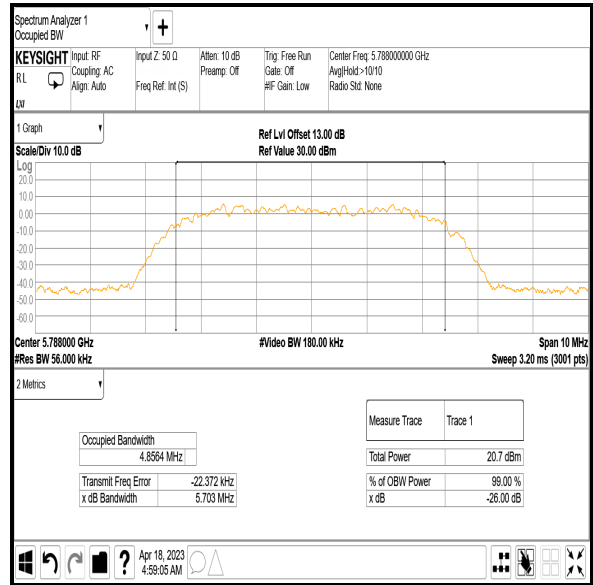 Spectrum Analyzer 1
Occupied BW
KEYSIGHT
RL
LXI
Input: RF
Coupling: AC
Align: Auto
Input Z: 50 Ω
Freq Ref: Int (S)
Atten: 10 dB
Preamp: Off
Trig: Free Run
Gate: Off
#IF Gain: Low
Center Freq: 5.788000000 GHz
Avg|Hold:>10/10
Radio Std: None
1 Graph
Scale/Div 10.0 dB
Ref Lvl Offset 13.00 dB
Ref Value 30.00 dBm
Log
20.0
10.0
0.00
-10.0
-20.0
-30.0
-40.0
-50.0
-60.0
Center 5.788000 GHz
#Res BW 56.000 kHz
#Video BW 180.00 kHz
Span 10 MHz
Sweep 3.20 ms (3001 pts)
2 Metrics
Occupied Bandwidth
4.8564 MHz
Transmit Freq Error -22.372 kHz
x dB Bandwidth 5.703 MHz
Measure Trace Trace 1
Total Power 20.7 dBm
% of OBW Power 99.00 %
x dB -26.00 dB
?
Apr 18, 2023
4:59:05 AM